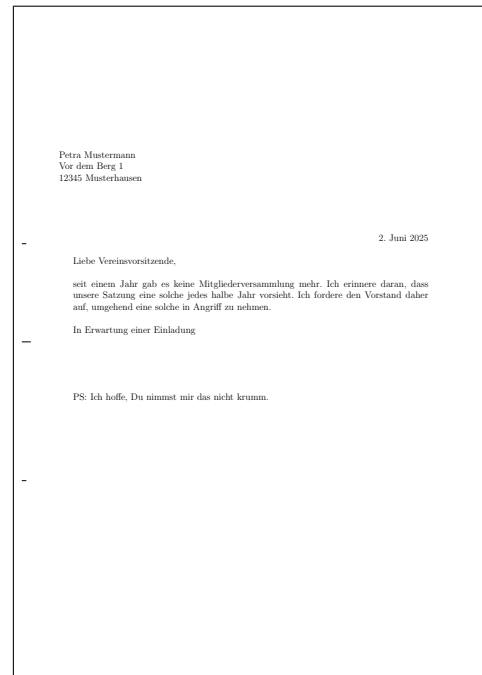 Petra Mustermann
Vor dem Berg 1
12345 Musterhausen
2. Juni 2025
Liebe Vereinsvorsitzende,
seit einem Jahr gab es keine Mitgliederversammlung mehr. Ich erinnere daran, dass
unsere Satzung eine solche jedes halbe Jahr vorsieht. Ich fordere den Vorstand daher
auf, umgehend eine solche in Angriff zu nehmen.
In Erwartung einer Einladung
PS: Ich hoffe, Du nimmst mir das nicht krumm.